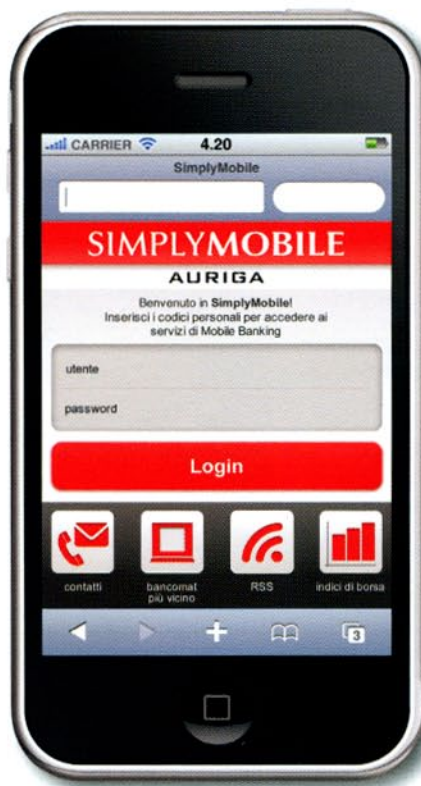 CARRIER 4.20
SimplyMobile
SIMPLYMOBILE
AURIGA
Benvenuto in SimplyMobile!
Inserisci i codici personali per accedere ai
servizi di Mobile Banking
utente
password
Login
contatti bancomat RSS indici di borsa
più vicino
3